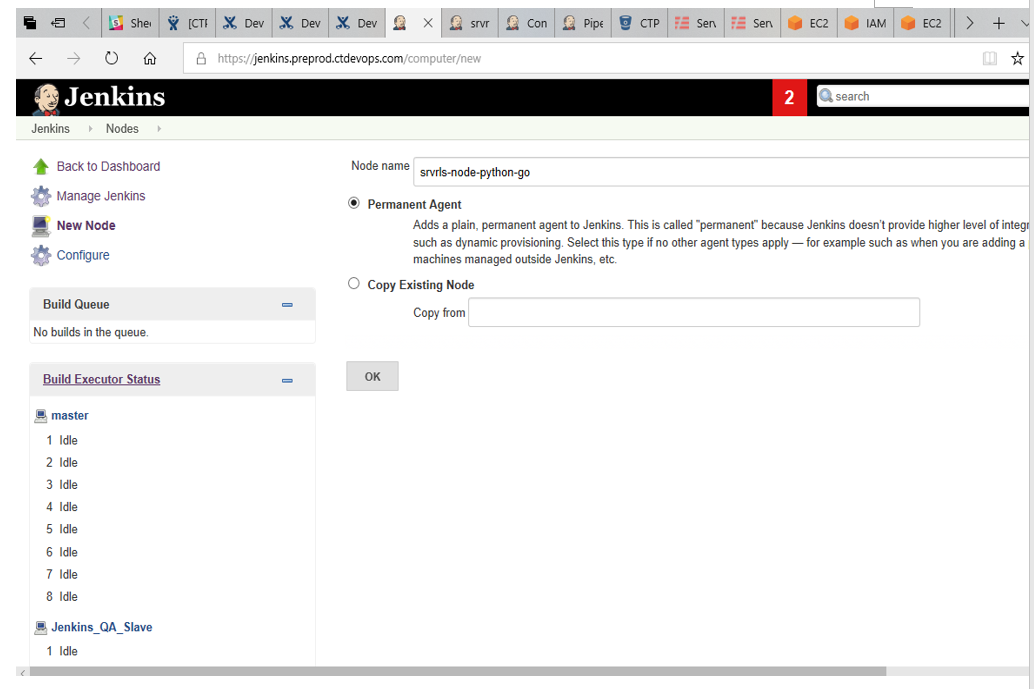 She
[CTF
Dev
Dev
Dev
srvr
Con
Pipe
CTP
Serv
Serv
EC2
IAM
EC2
https://jenkins.preprod.ctdevops.com/computer/new
Jenkins
2
search
Jenkins
Nodes
Back to Dashboard
Manage Jenkins
New Node
Configure
Build Queue
No builds in the queue.
Build Executor Status
master
1 Idle
2 Idle
3 Idle
4 Idle
5 Idle
6 Idle
7 Idle
8 Idle
Jenkins_QA_Slave
1 Idle
Node name srvrls-node-python-go
Permanent Agent
Adds a plain, permanent agent to Jenkins. This is called "permanent" because Jenkins doesn't provide higher level of integr
such as dynamic provisioning. Select this type if no other agent types apply — for example such as when you are adding a
machines managed outside Jenkins, etc.
Copy Existing Node
Copy from
OK